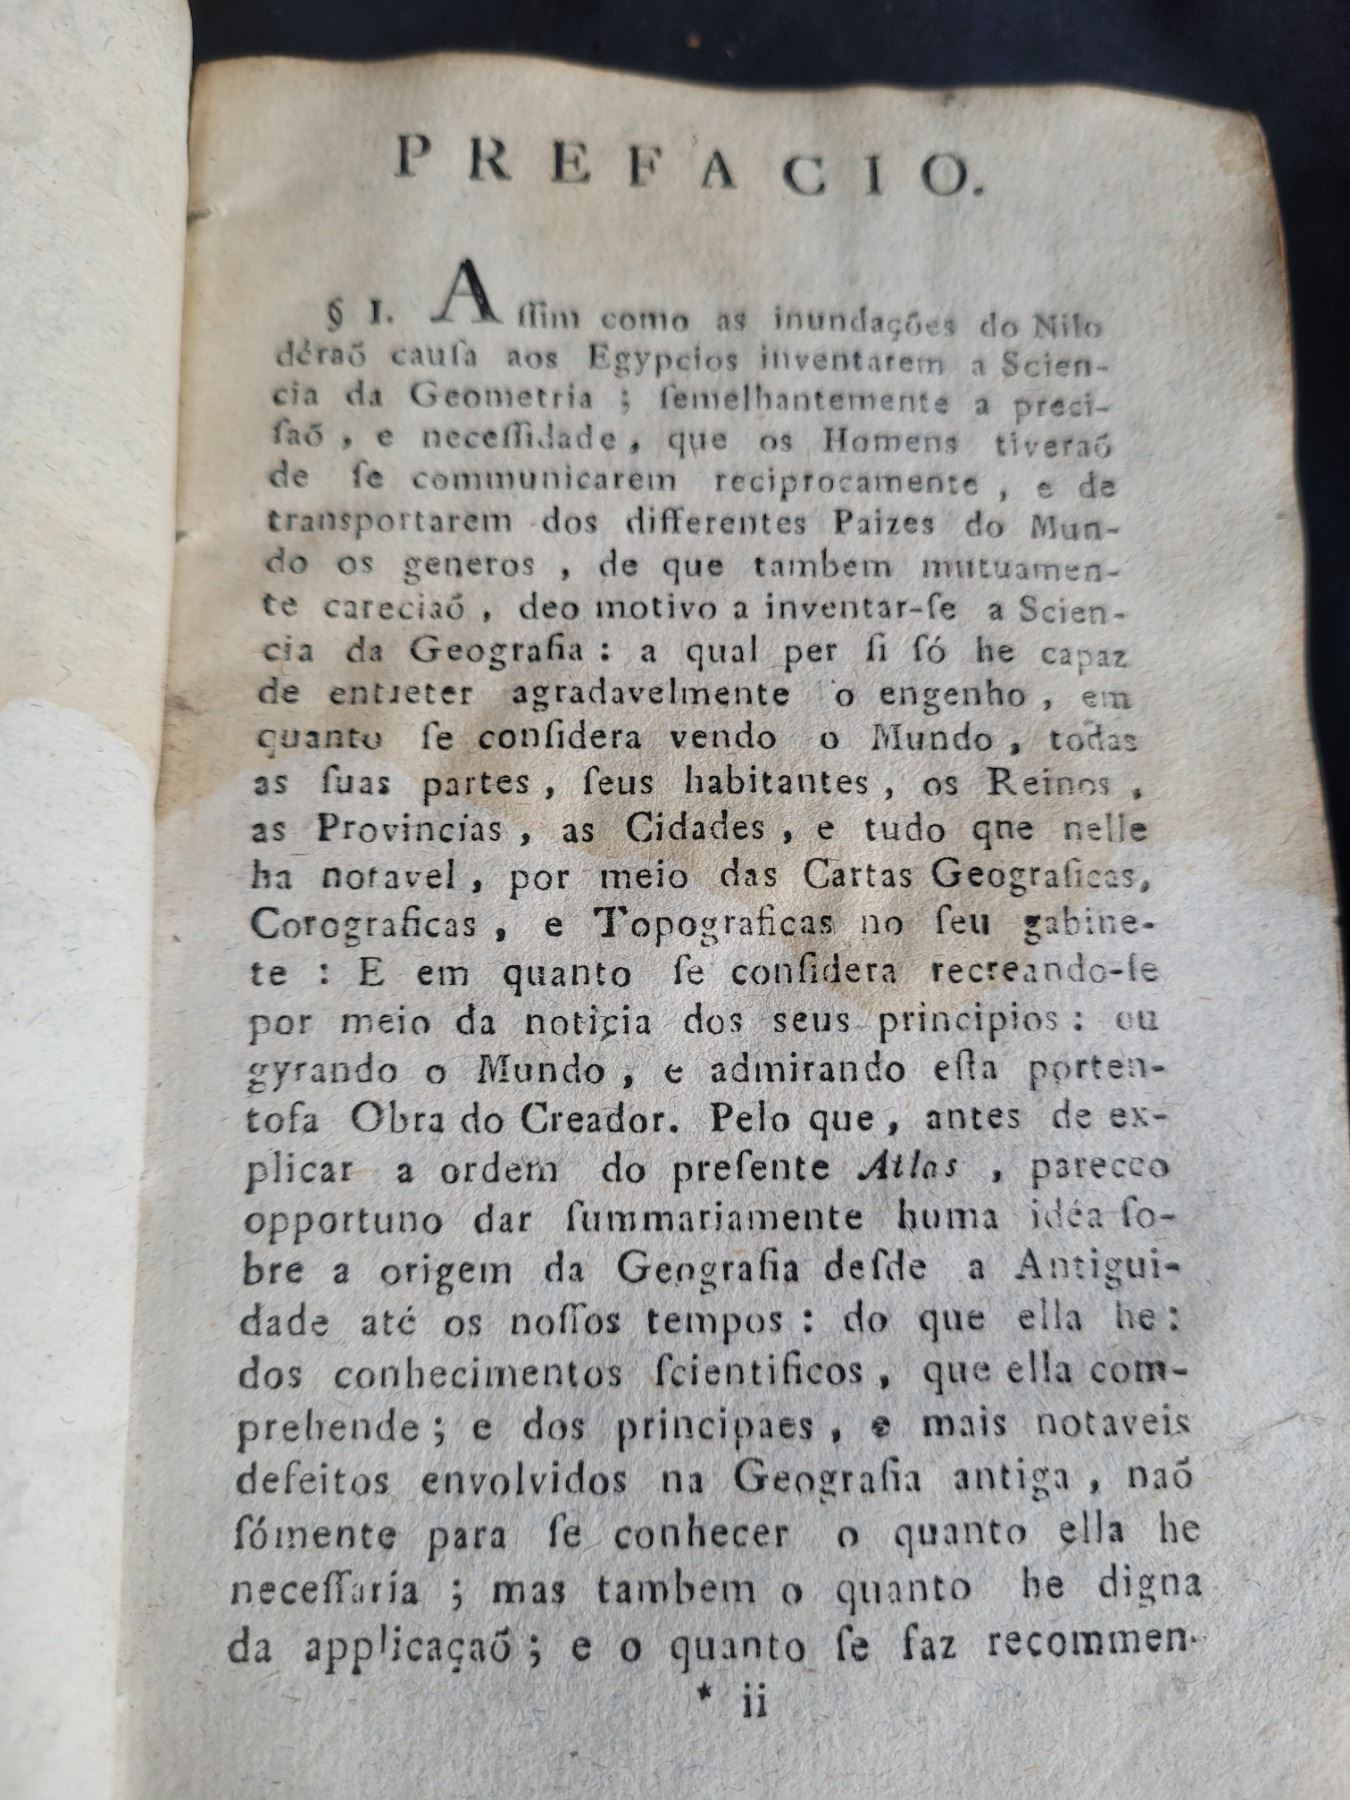 PREFACIO.
§ I. Aſſim como as inundações do Nilo
déraõ cauſa aos Egypcios inventarem a Scien-
cia da Geometria ; ſemelhantemente a preci-
ſaõ , e neceſſidade , que os Homens tiveraõ
de ſe communicarem reciprocamente , e de
transportarem dos differentes Paizes do Mun-
do os generos , de que tambem mutuamen-
te careciaõ , deo motivo a inventar-ſe a Scien-
cia da Geografia : a qual per ſi ſó he capaz
de entreter agradavelmente o engenho , em
quanto ſe conſidera vendo o Mundo , todas
as ſuas partes , ſeus habitantes , os Reinos ,
as Provincias , as Cidades , e tudo qne nelle
ha notavel , por meio das Cartas Geograficas,
Corograficas , e Topograficas no ſeu gabine-
te : E em quanto ſe conſidera recreando-ſe
por meio da noticia dos seus principios : ou
gyrando o Mundo , e admirando eſta porten-
toſa Obra do Creador. Pelo que , antes de ex-
plicar a ordem do preſente Atlas , pareceo
opportuno dar ſummariamente huma idéa ſo-
bre a origem da Geografia deſde a Antigui-
dade até os noſſos tempos : do que ella he :
dos conhecimentos ſcientificos , que ella com-
prehende ; e dos principaes , e mais notaveis
defeitos envolvidos na Geografia antiga , naõ
ſómente para ſe conhecer o quanto ella he
neceſſaria ; mas tambem o quanto he digna
da applicaçaõ ; e o quanto ſe faz recommen-
* ii